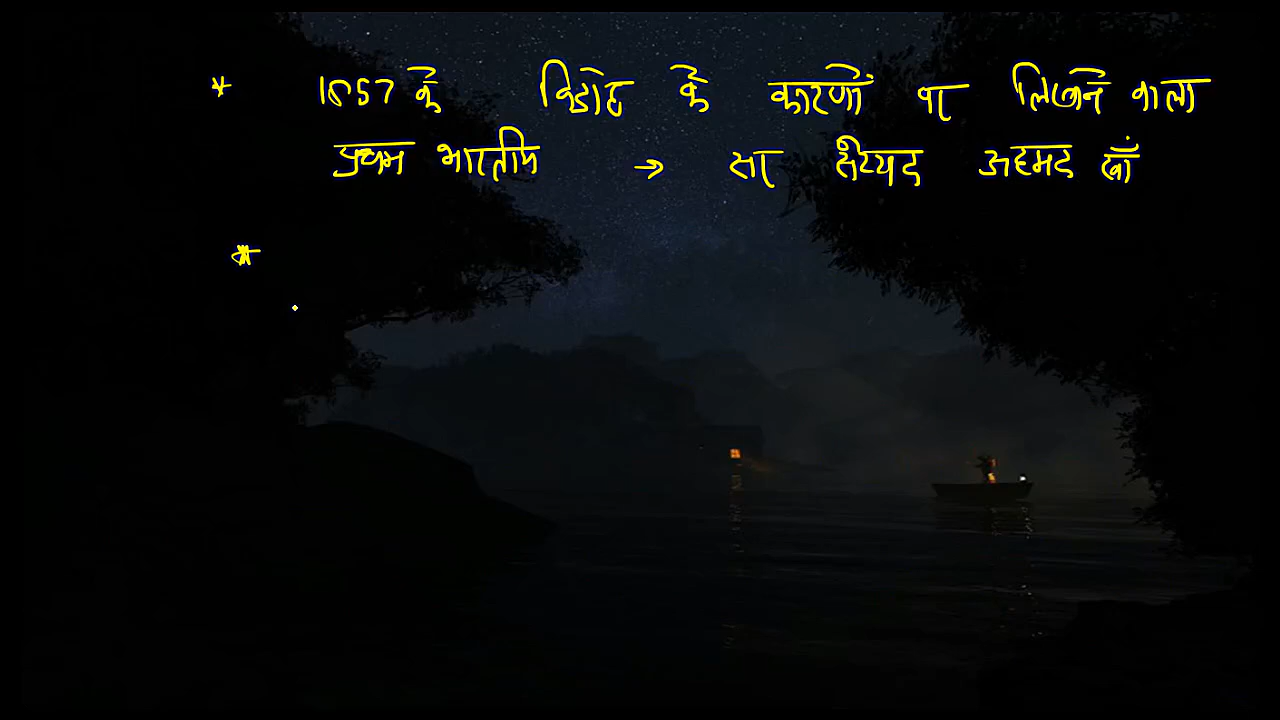 * 1857 के विद्रोह के कारणों पर लिखने वाला
प्रथम भारतीय → सर सैय्यद अहमद खाँ
*